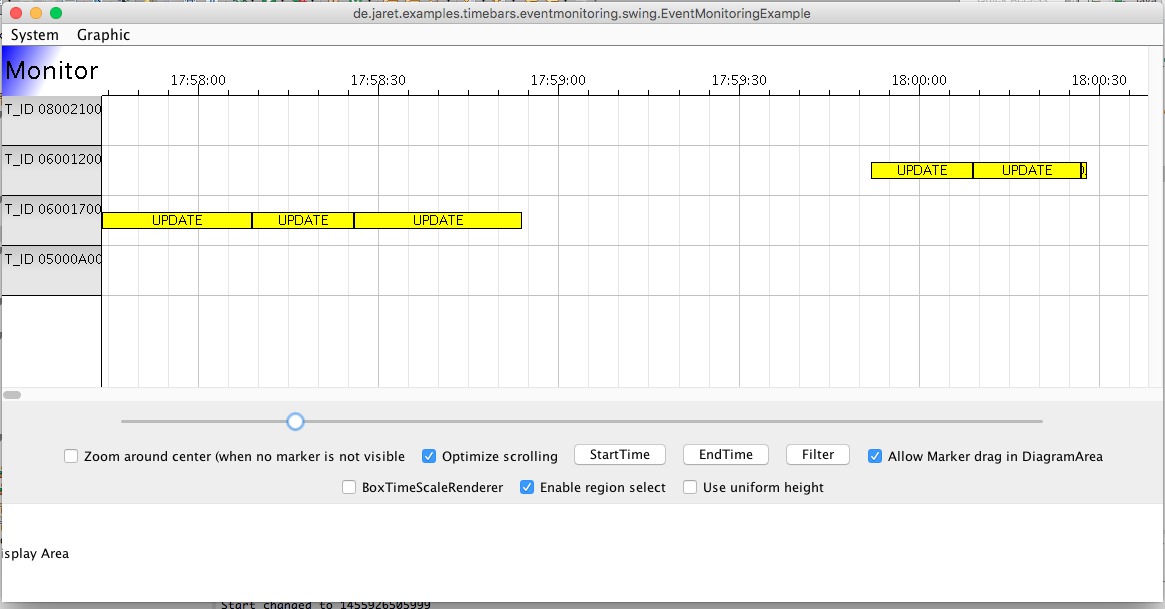 de.jaret.examples.timebars.eventmonitoring.swing.EventMonitoringExample
System Graphic
Monitor
17:58:00 17:58:30 17:59:00 17:59:30 18:00:00 18:00:30
T_ID 08002100
T_ID 06001200
UPDATE UPDATE
T_ID 06001700
UPDATE UPDATE UPDATE
T_ID 05000A00
Zoom around center (when no marker is not visible Optimize scrolling StartTime EndTime Filter Allow Marker drag in DiagramArea
BoxTimeScaleRenderer Enable region select Use uniform height
isplay Area
Start changed to 1455926505999